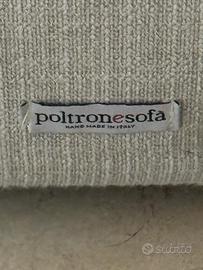 poltronesofà
HAND MADE IN ITALY
subito